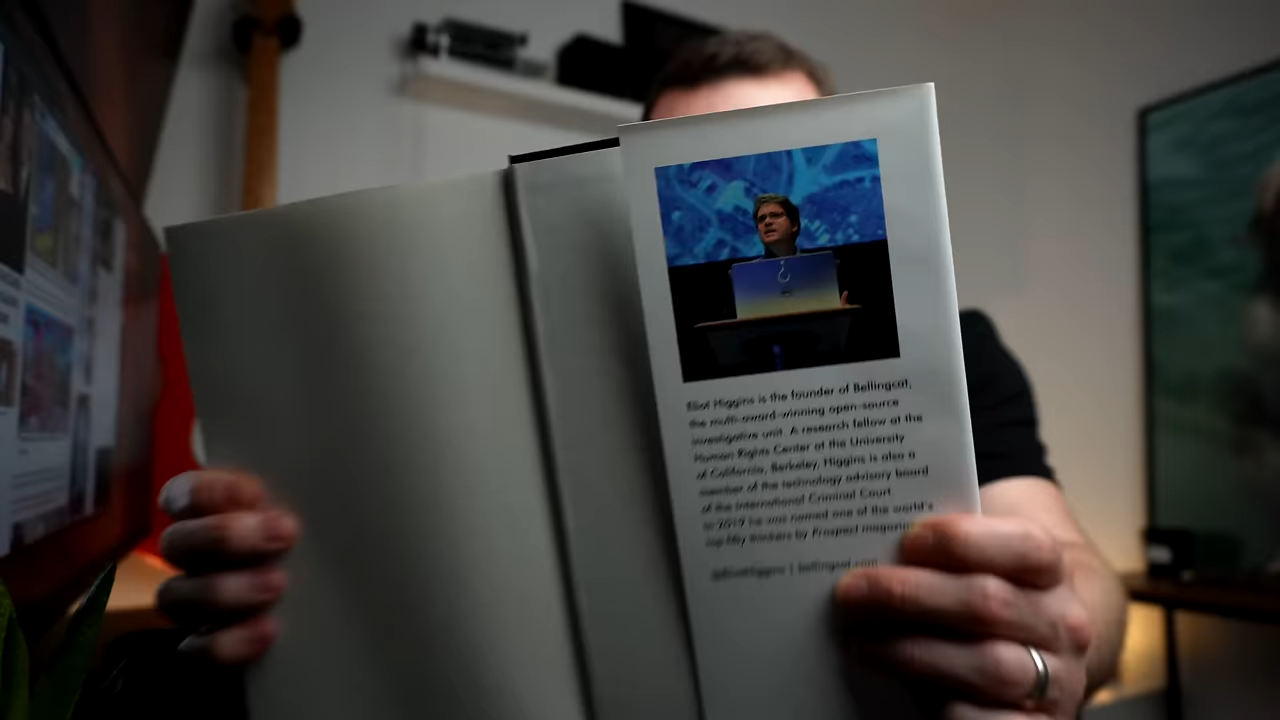 Eliot Higgins is the founder of Bellingcat,
the multi-award-winning open-source
investigative unit. A research fellow at the
Human Rights Center at the University
of California, Berkeley, Higgins is also a
member of the technology advisory board
of the International Criminal Court.
In 2019 he was named one of the world's
top fifty thinkers by Prospect magazine.
@EliotHiggins | bellingcat.com